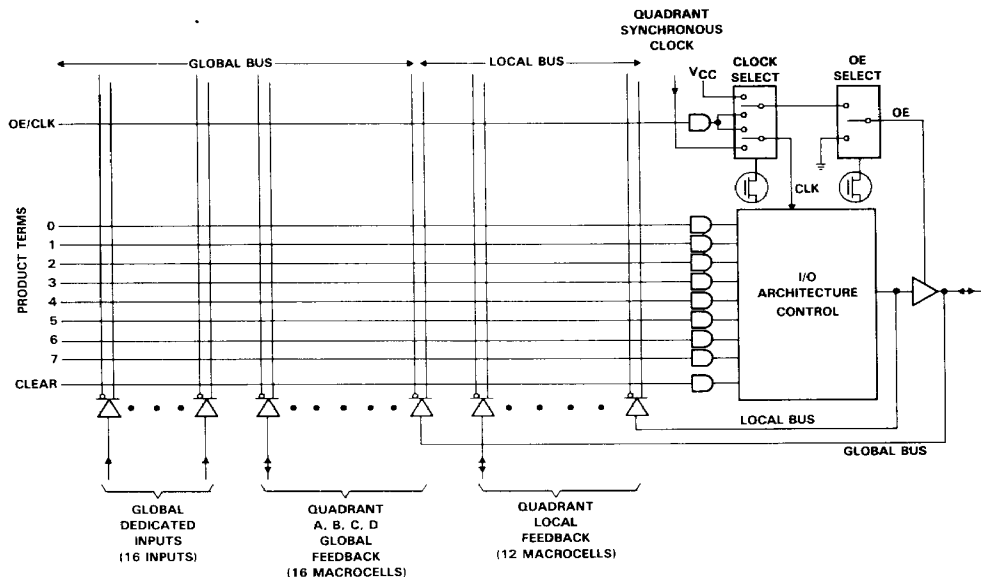 QUADRANT
SYNCHRONOUS
CLOCK
GLOBAL BUS
LOCAL BUS
VCC
CLOCK
SELECT
OE
SELECT
OE/CLK
OE
CLK
PRODUCT TERMS
0
1
2
3
4
5
6
7
CLEAR
I/O
ARCHITECTURE
CONTROL
LOCAL BUS
GLOBAL BUS
GLOBAL
DEDICATED
INPUTS
(16 INPUTS)
QUADRANT
A, B, C, D
GLOBAL
FEEDBACK
(16 MACROCELLS)
QUADRANT
LOCAL
FEEDBACK
(12 MACROCELLS)